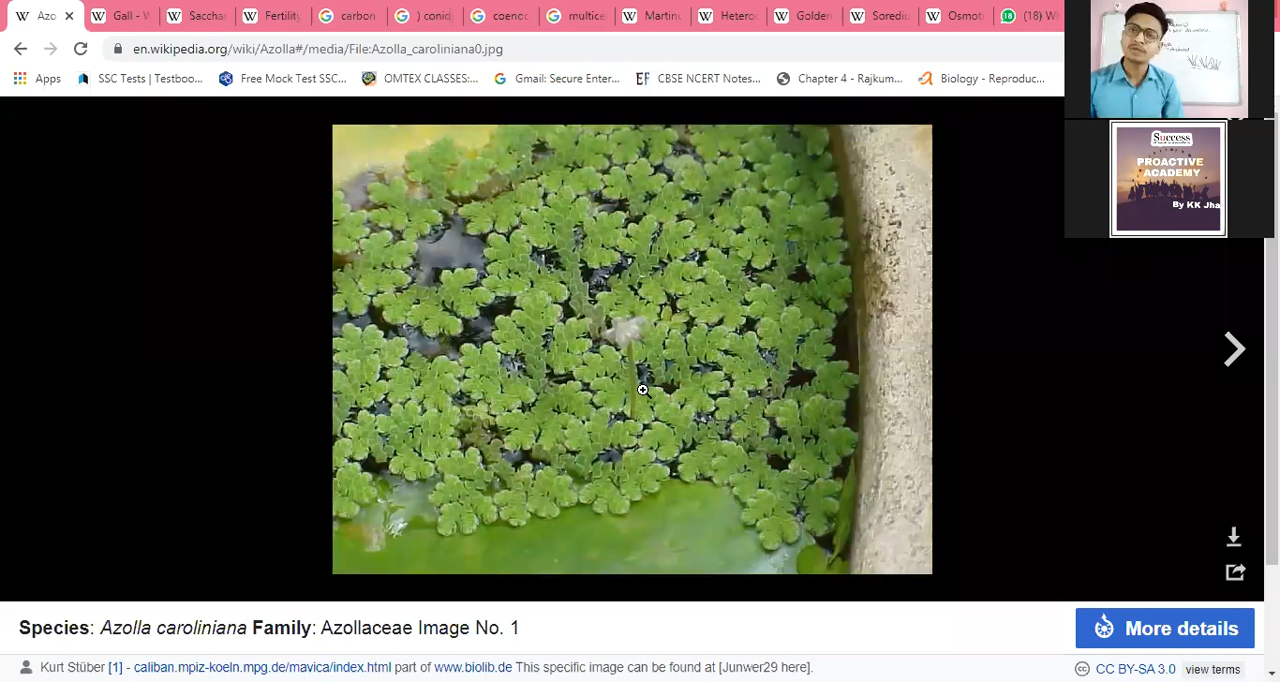 Azo
Gall - W
Sacchar
Fertility
carbon
) conid
coenoc
multice
Martinu
Heteroc
Golden
Sorediu
Osmot
(18) Wh
en.wikipedia.org/wiki/Azolla#/media/File:Azolla_caroliniana0.jpg
Apps
SSC Tests | Testboo...
Free Mock Test SSC...
OMTEX CLASSES:...
Gmail: Secure Enter...
CBSE NCERT Notes...
Chapter 4 - Rajkum...
Biology - Reproduc...
Success
PROACTIVE
ACADEMY
By KK Jha
Species: Azolla caroliniana Family: Azollaceae Image No. 1
More details
Kurt Stüber [1] - caliban.mpiz-koeln.mpg.de/mavica/index.html part of www.biolib.de This specific image can be found at [Junwer29 here].
CC BY-SA 3.0 view terms